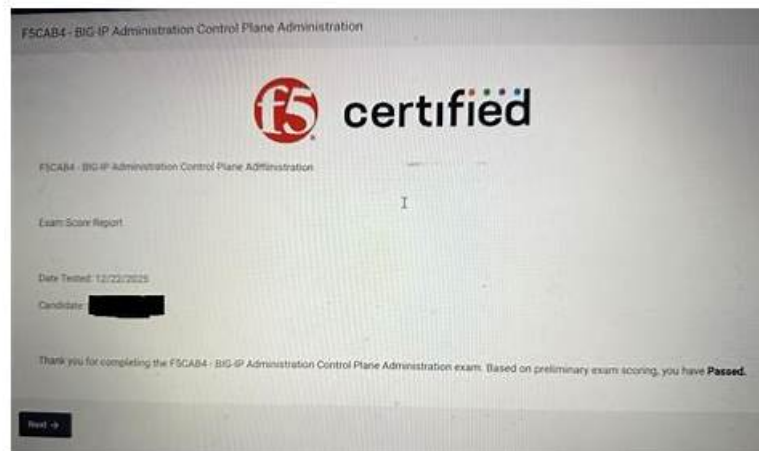 F5CAB4 - BIG-IP Administration Control Plane Administration
f5 certified
F5CAB4 - BIG-IP Administration Control Plane Administration
Exam Score Report
Date Tested: 12/22/2025
Candidate:
Thank you for completing the F5CAB4 - BIG-IP Administration Control Plane Administration exam. Based on preliminary exam scoring, you have Passed.
Next →